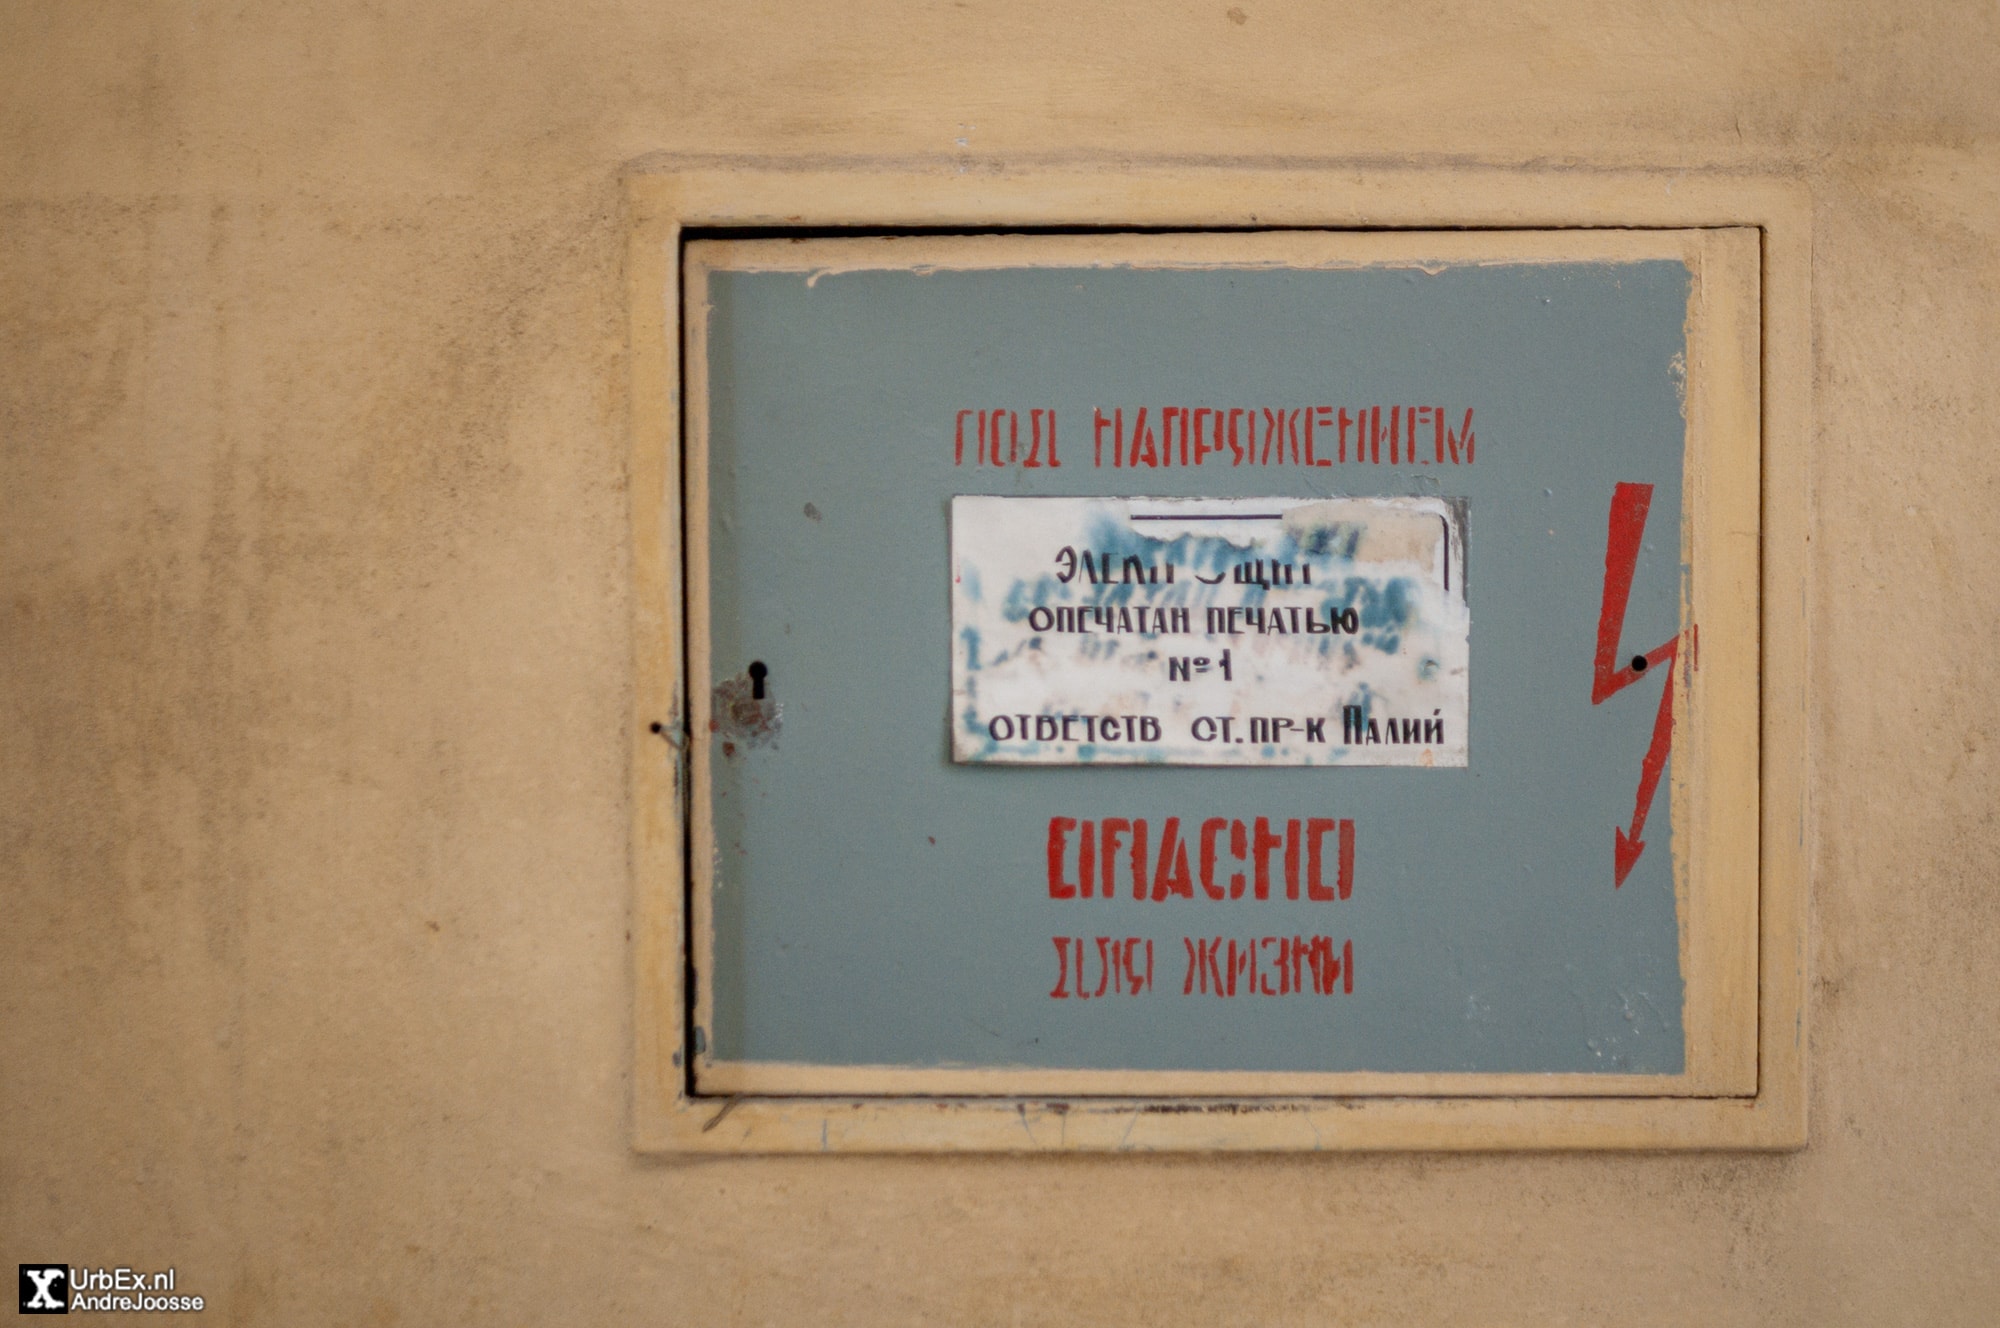 ПОД НАПРЯЖЕНИЕМ
ОПЕЧАТАН ПЕЧАТЬЮ
№1
ОТВЕТСТВ СТ.ПР-К ПАЛИЙ
ОПАСНО
ДЛЯ ЖИЗНИ
UrbEx.nl
AndreJoosse